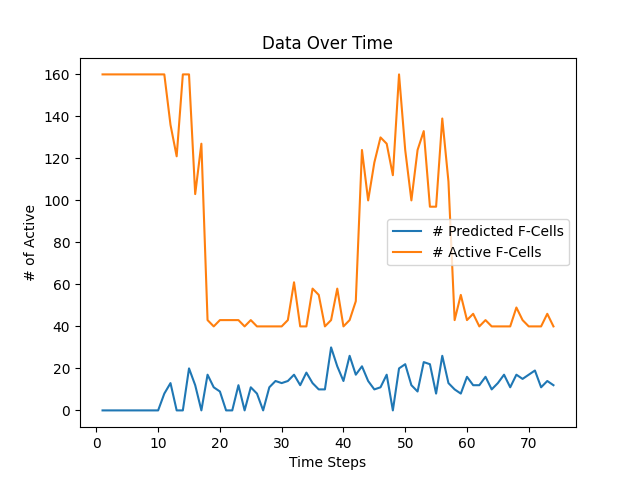 Data Over Time
# of Active
160
140
120
100
80
60
40
20
0
# Predicted F-Cells
# Active F-Cells
0 10 20 30 40 50 60 70
Time Steps